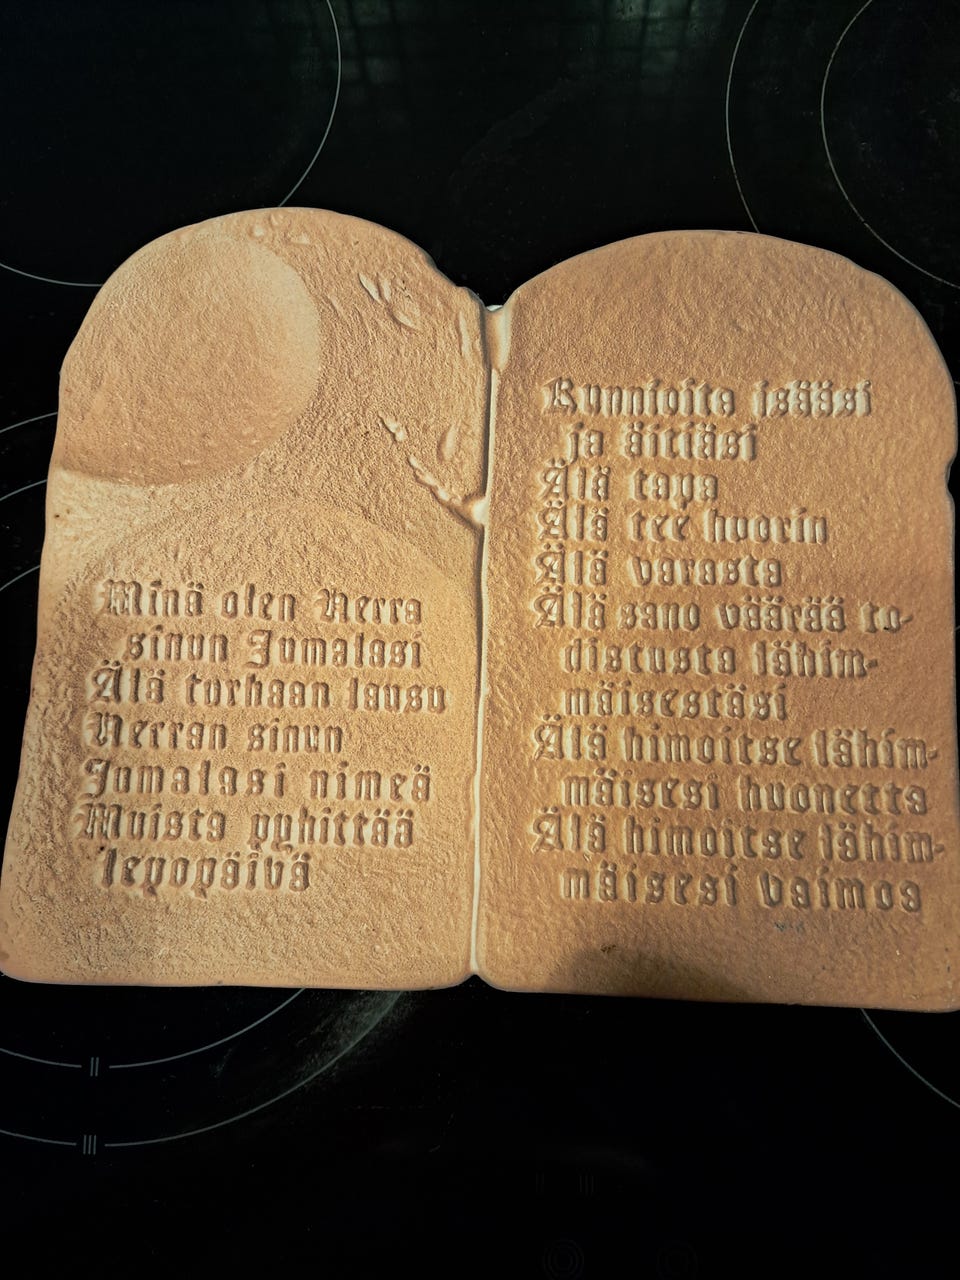 Minä olen Herra
sinun Jumalasi
Älä turhaan lausu
Herran sinun
Jumalasi nimeä
Muista pyhittää
lepopäivä
Kunnioita isääsi
ja äitiäsi
Älä tapa
Älä tee huorin
Älä varasta
Älä sano väärää to-
distusta lähim-
mäisestäsi
Älä himoitse lähim-
mäisesi huonetta
Älä himoitse lähim-
mäisesi vaimoa
II
III